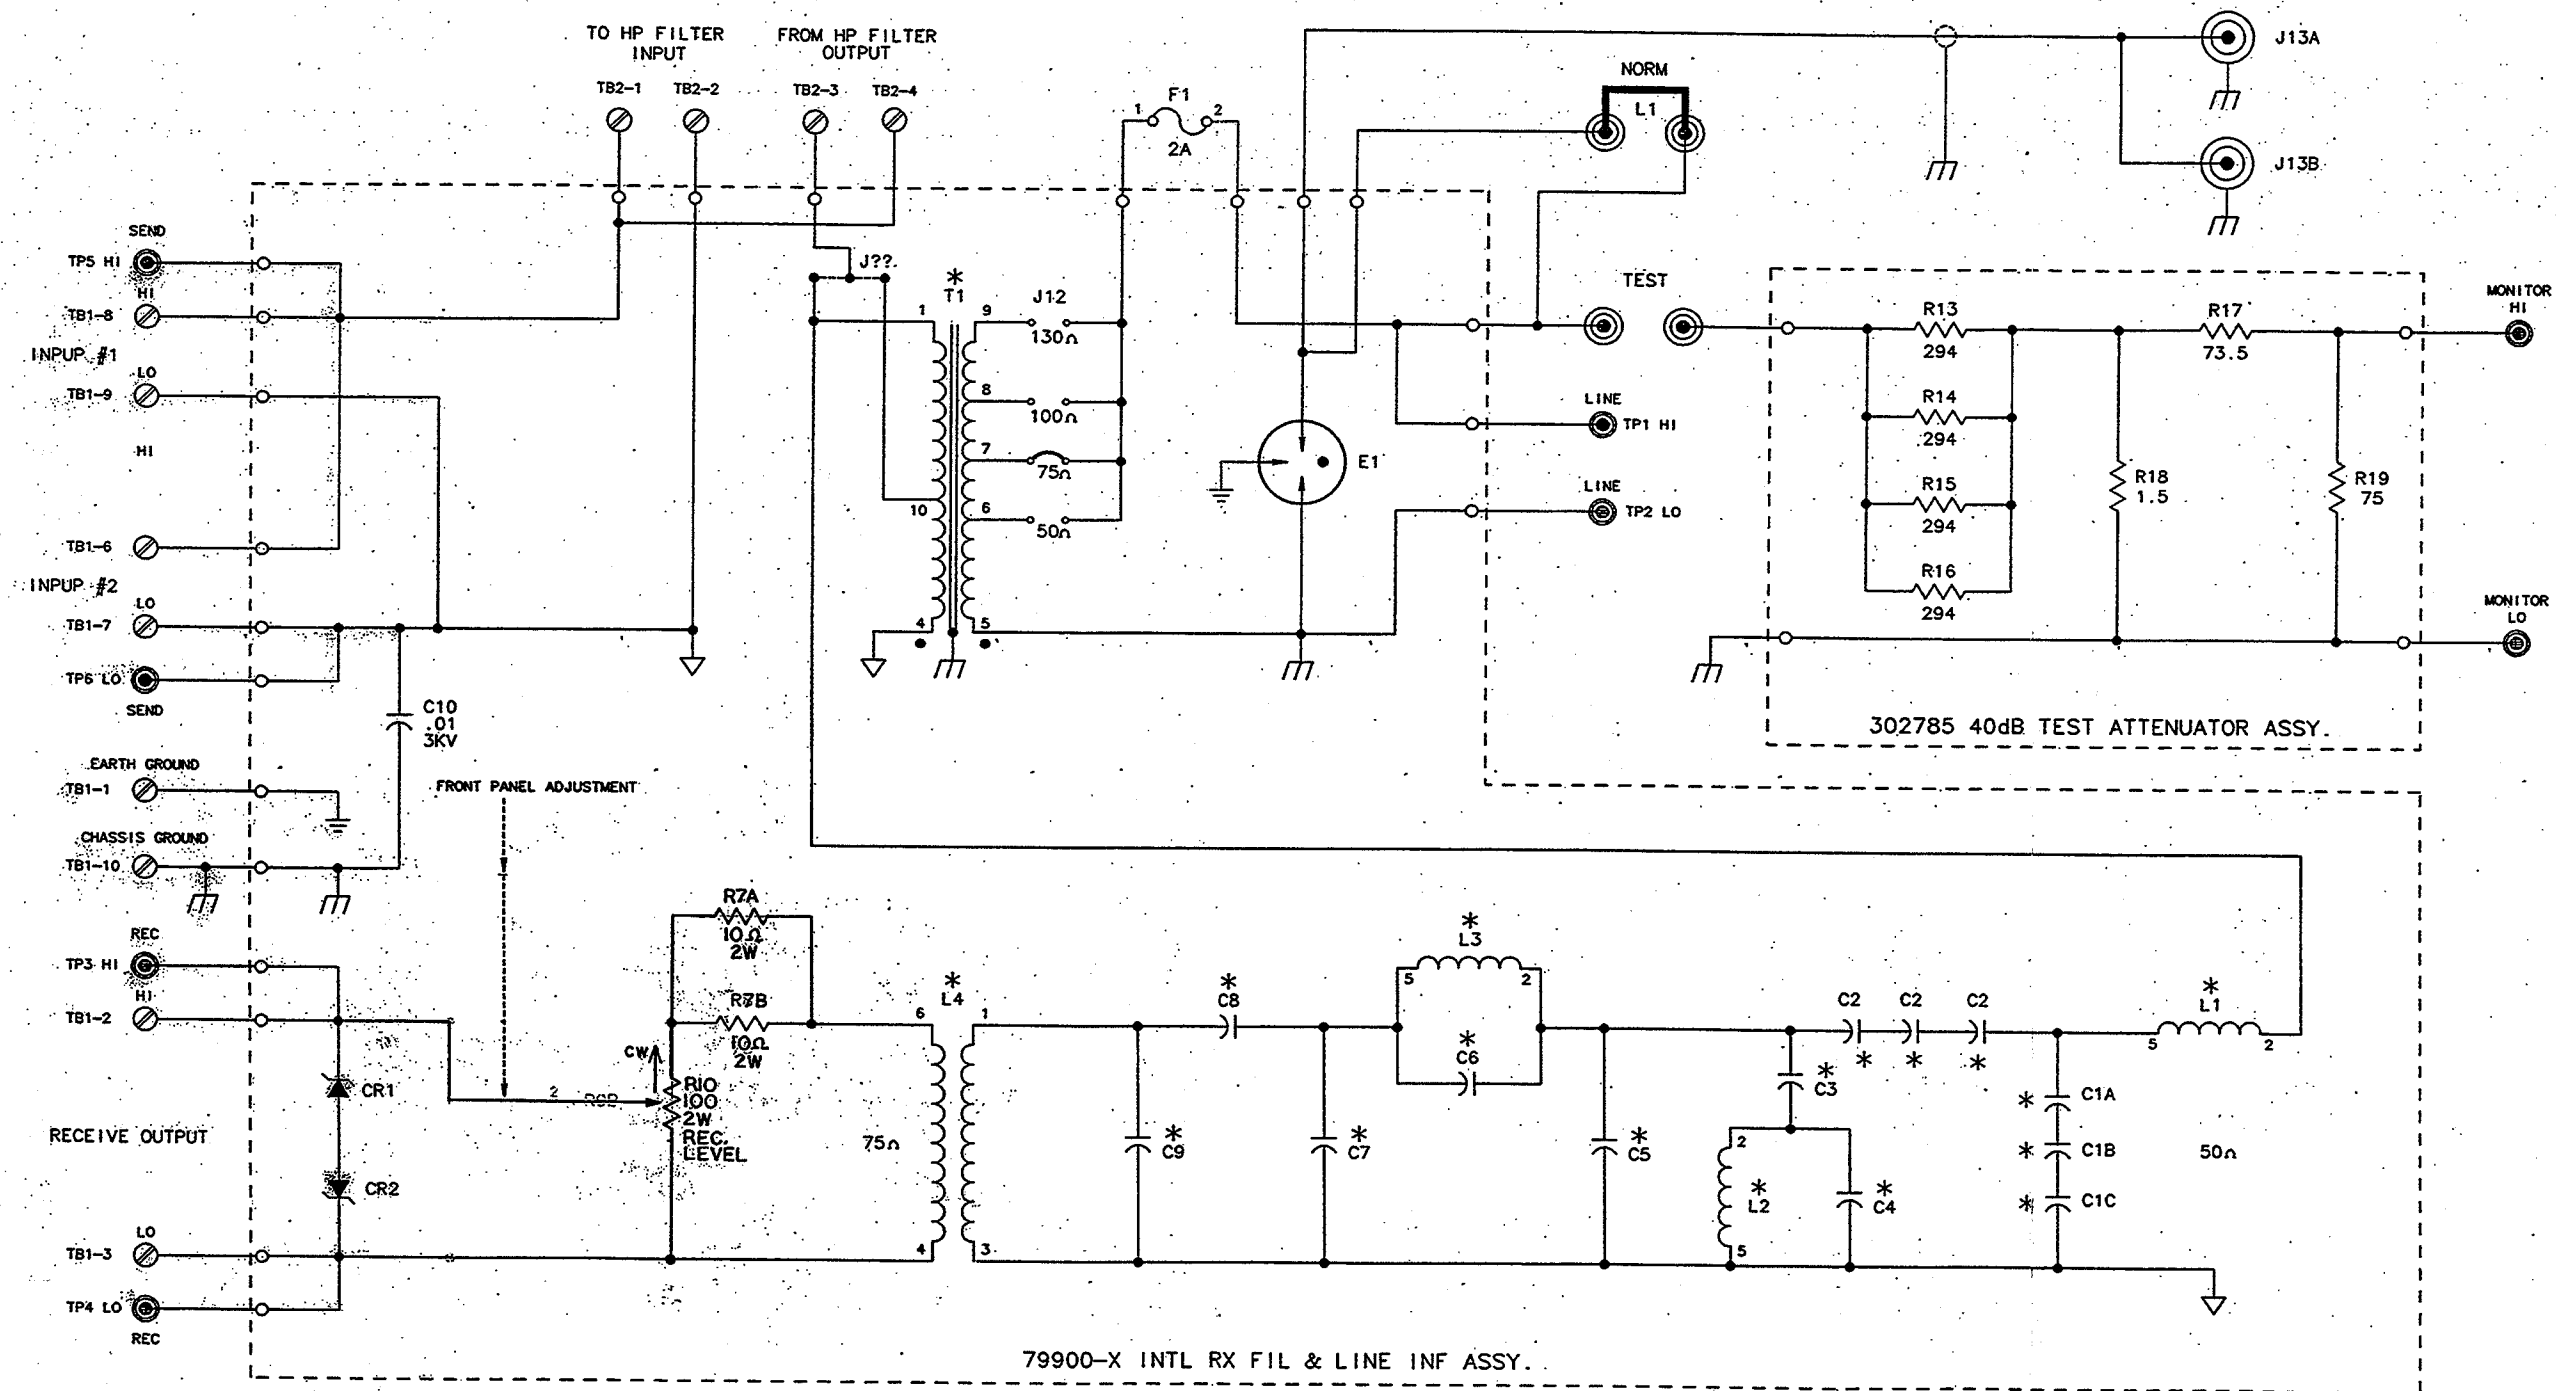 TO HP FILTER
INPUT
FROM HP FILTER
OUTPUT
TB2-1
TB2-2
TB2-3
TB2-4
F1
1
2
2A
NORM
L1
J13A
J13B
SEND
TP5 HI
HI
TB1-8
INPUP #1
LO
TB1-9
HI
TB1-6
INPUP #2
LO
TB1-7
TP6 LO
SEND
C10
.01
3KV
EARTH GROUND
TB1-1
CHASSIS GROUND
TB1-10
FRONT PANEL ADJUSTMENT
J??
*
T1
1
10
4
9
8
7
6
5
J12
130Ω
100Ω
75Ω
50Ω
E1
TEST
LINE
TP1 HI
LINE
TP2 LO
R13
294
R14
294
R15
294
R16
294
R17
73.5
R18
1.5
R19
75
MONITOR
HI
MONITOR
LO
302785 40dB TEST ATTENUATOR ASSY.
REC
TP3 HI
HI
TB1-2
CR1
RECEIVE OUTPUT
CR2
LO
TB1-3
TP4 LO
REC
R7A
10Ω
2W
R7B
10Ω
2W
CW
2
R10
100
2W
REC.
LEVEL
75Ω
*
L4
6
4
1
3
*
C9
*
C8
*
C7
*
L3
5
2
*
C6
*
C5
*
C3
C2
C2
C2
*
*
*
2
*
L2
5
*
C4
*
C1A
*
C1B
*
C1C
*
L1
5
2
50Ω
79900-X INTL RX FIL & LINE INF ASSY.